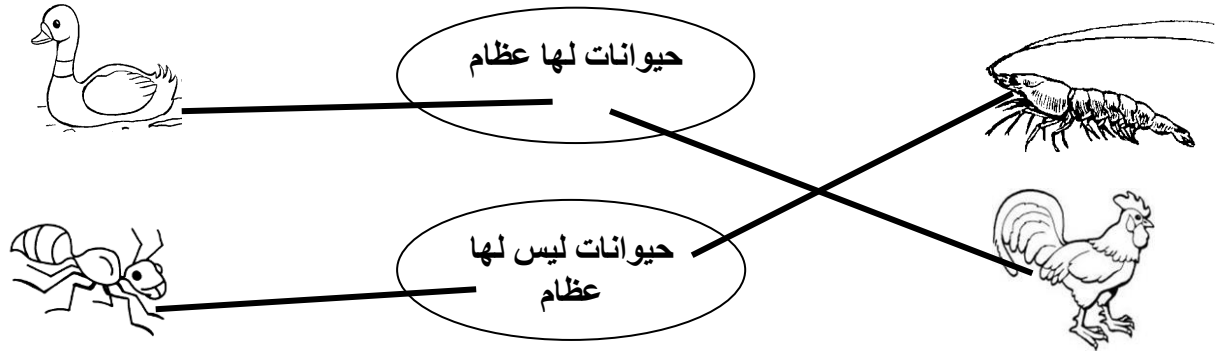 حيوانات لها عظام
حيوانات ليس لها
عظام